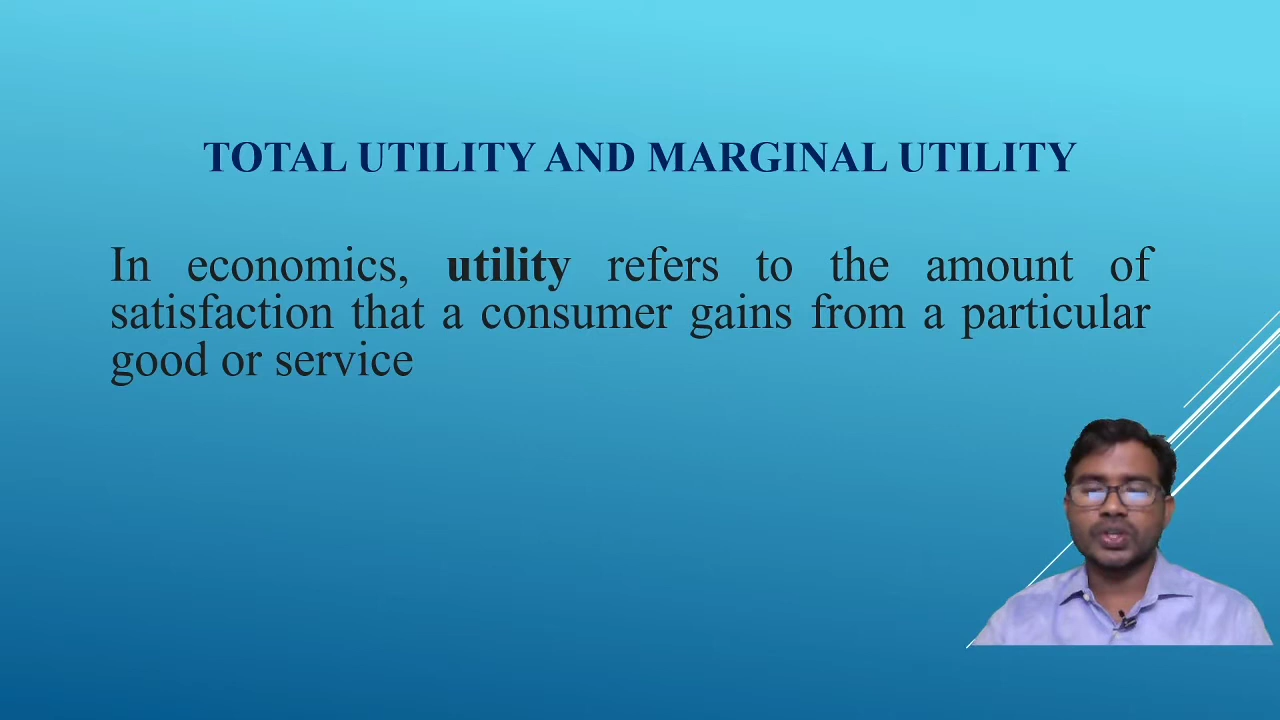 TOTAL UTILITY AND MARGINAL UTILITY
In economics, utility refers to the amount of
satisfaction that a consumer gains from a particular
good or service